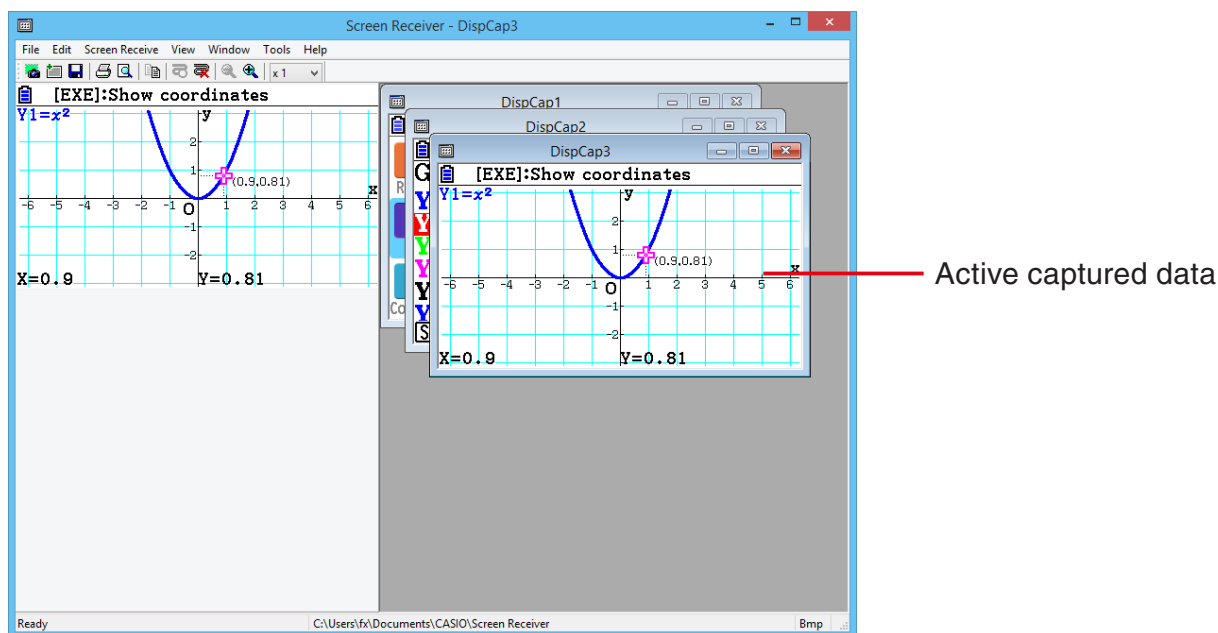 Screen Receiver - DispCap3
File Edit Screen Receive View Window Tools Help
x 1
[EXE]:Show coordinates
Y1=x²
y
2
1
(0.9,0.81)
x
-6 -5 -4 -3 -2 -1 O 1 2 3 4 5 6
-1
-2
X=0.9 Y=0.81
DispCap1
R
Co
DispCap2
G
Y
Y
Y
Y
Y
Y
S
DispCap3
[EXE]:Show coordinates
Y1=x²
y
2
1
(0.9,0.81)
x
-6 -5 -4 -3 -2 -1 O 1 2 3 4 5 6
-1
-2
X=0.9 Y=0.81
Active captured data
Ready C:\Users\fx\Documents\CASIO\Screen Receiver Bmp